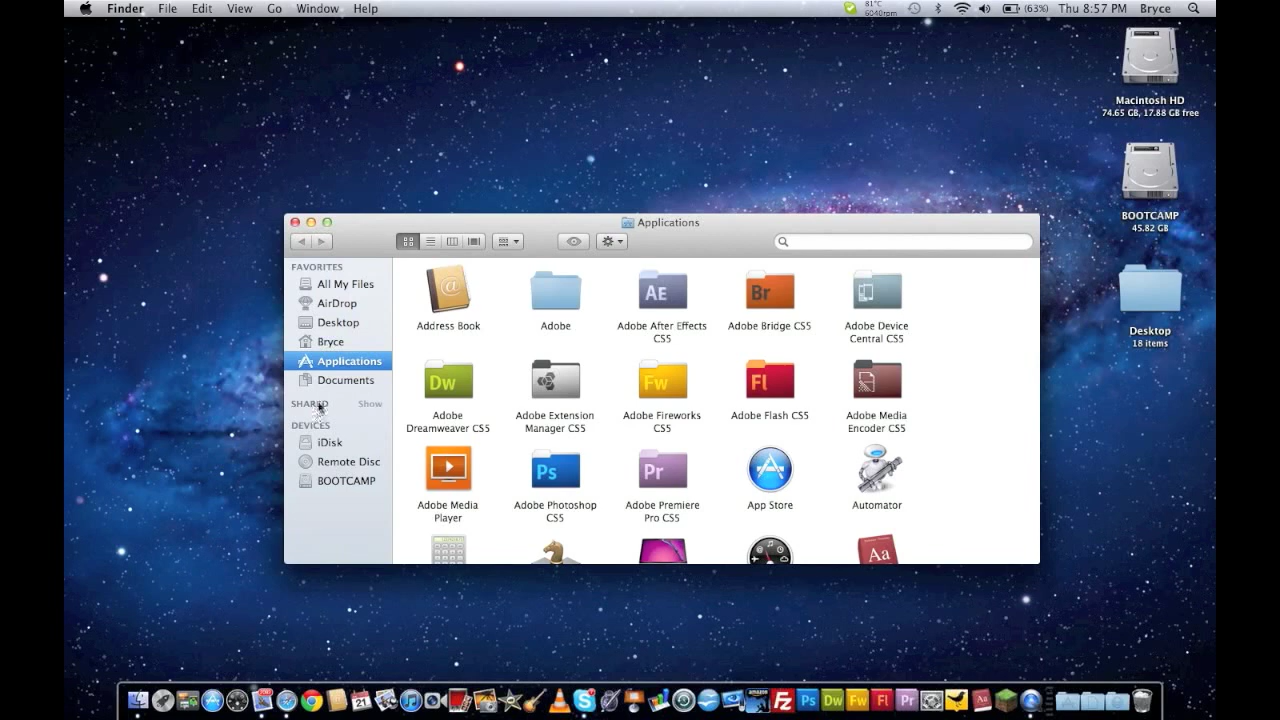 Finder File Edit View Go Window Help 81°C 6040rpm (63%) Thu 8:57 PM Bryce
Macintosh HD
74.65 GB, 17.88 GB free
BOOTCAMP
45.82 GB
Desktop
18 items
Applications
FAVORITES
All My Files
AirDrop
Desktop
Bryce
Applications
Documents
SHARED Show
DEVICES
iDisk
Remote Disc
BOOTCAMP
Address Book
Adobe
Adobe After Effects
CS5
Adobe Bridge CS5
Adobe Device
Central CS5
Adobe
Dreamweaver CS5
Adobe Extension
Manager CS5
Adobe Fireworks
CS5
Adobe Flash CS5
Adobe Media
Encoder CS5
Adobe Media
Player
Adobe Photoshop
CS5
Adobe Premiere
Pro CS5
App Store
Automator
AE
Br
Dw
Fw
Fl
Ps
Pr
Aa
Ps Dw Fw Fl Pr